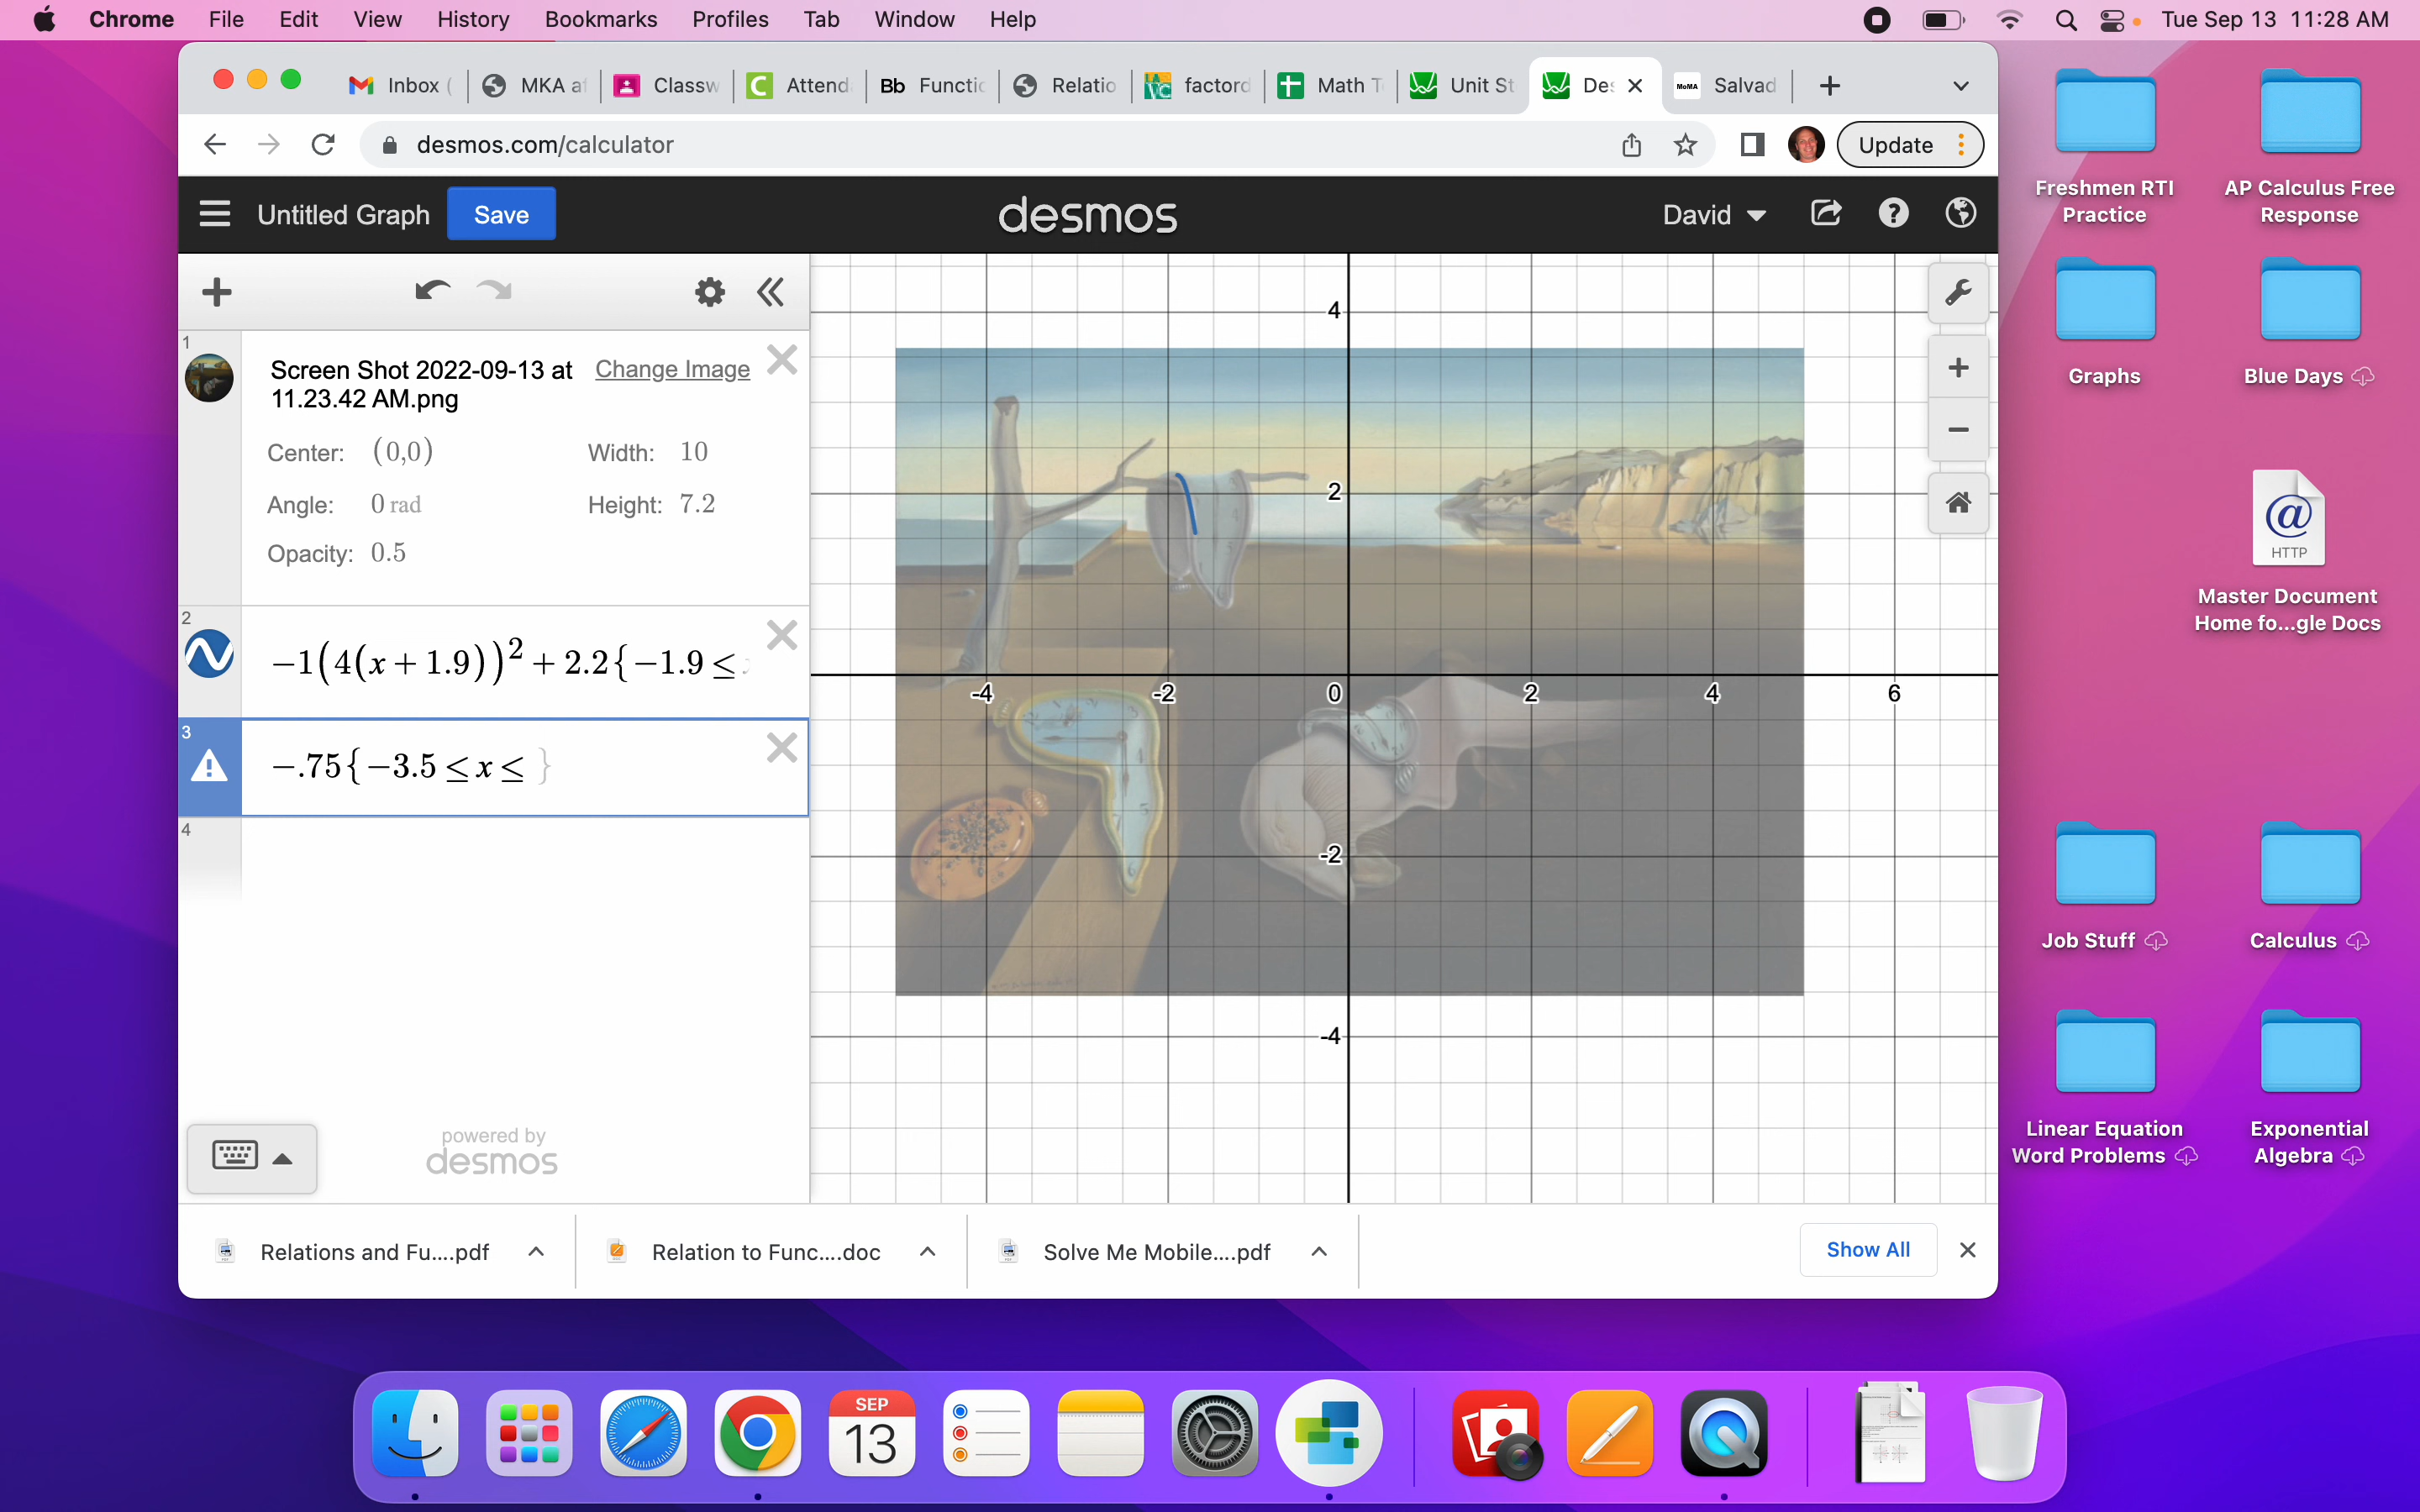 Chrome File Edit View History Bookmarks Profiles Tab Window Help Tue Sep 13 11:28 AM
Inbox ( MKA af Classw Attend Bb Functic Relatio factord Math T Unit St Des MoMA Salvad
desmos.com/calculator Update
Untitled Graph Save desmos David
1
Screen Shot 2022-09-13 at Change Image
11.23.42 AM.png
Center: (0,0) Width: 10
Angle: 0 rad Height: 7.2
Opacity: 0.5
2
−1(4(x + 1.9))² + 2.2{−1.9 ≤
3
−.75{−3.5 ≤ x ≤ }
4
4
2
-4 -2 0 2 4 6
-2
-4
powered by
desmos
Relations and Fu....pdf Relation to Func....doc Solve Me Mobile....pdf Show All
Freshmen RTI
Practice
AP Calculus Free
Response
Graphs
Blue Days
@
HTTP
Master Document
Home fo...gle Docs
Job Stuff
Calculus
Linear Equation
Word Problems
Exponential
Algebra
SEP
13